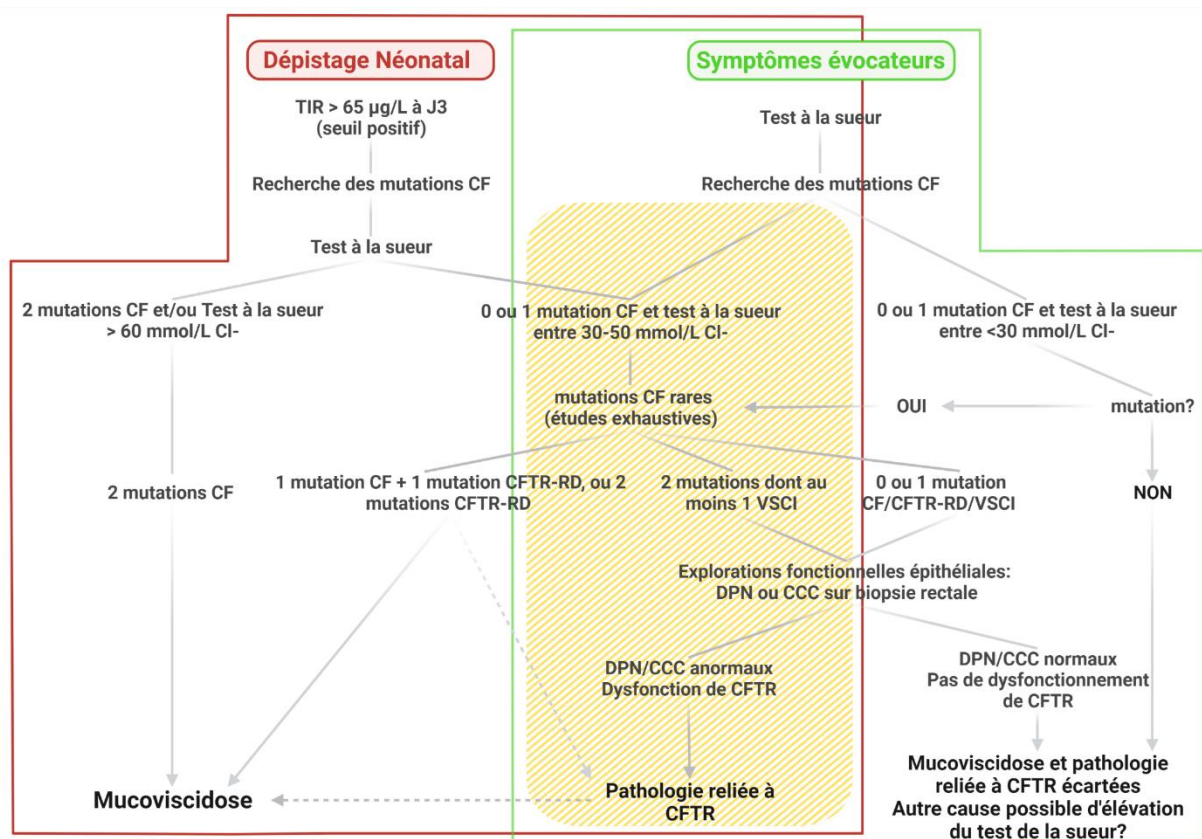 Dépistage Néonatal
Symptômes évocateurs
TIR > 65 µg/L à J3
(seuil positif)
Test à la sueur
Recherche des mutations CF
Recherche des mutations CF
Test à la sueur
2 mutations CF et/ou Test à la sueur
> 60 mmol/L Cl-
0 ou 1 mutation CF et test à la sueur
entre 30-50 mmol/L Cl-
0 ou 1 mutation CF et test à la sueur
entre <30 mmol/L Cl-
mutations CF rares
(études exhaustives)
OUI
mutation?
2 mutations CF
1 mutation CF + 1 mutation CFTR-RD, ou 2
mutations CFTR-RD
2 mutations dont au
moins 1 VSCI
0 ou 1 mutation
CF/CFTR-RD/VSCI
NON
Explorations fonctionnelles épithéliales:
DPN ou CCC sur biopsie rectale
DPN/CCC anormaux
Dysfonction de CFTR
DPN/CCC normaux
Pas de dysfonctionnement
de CFTR
Mucoviscidose
Pathologie reliée à
CFTR
Mucoviscidose et pathologie
reliée à CFTR écartées
Autre cause possible d'élévation
du test de la sueur?